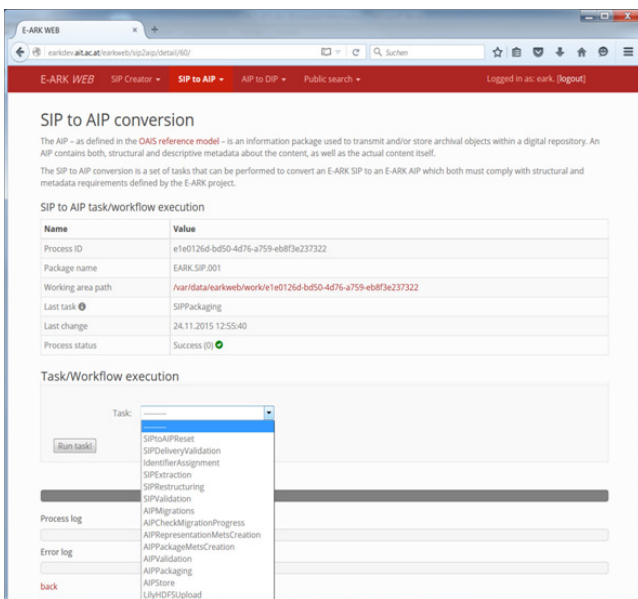 E-ARK WEB
earkdev.ait.ac.at/earkweb/sip2aip/detail/60/
Suchen
E-ARK WEB SIP Creator SIP to AIP AIP to DIP Public search Logged in as: eark. [logout]
SIP to AIP conversion
The AIP – as defined in the OAIS reference model – is an information package used to transmit and/or store archival objects within a digital repository. An
AIP contains both, structural and descriptive metadata about the content, as well as the actual content itself.
The SIP to AIP conversion is a set of tasks that can be performed to convert an E-ARK SIP to an E-ARK AIP which both must comply with structural and
metadata requirements defined by the E-ARK project.
SIP to AIP task/workflow execution
Name Value
Process ID e1e0126d-bd50-4d76-a759-eb8f3e237322
Package name EARK.SIP.001
Working area path /var/data/earkweb/work/e1e0126d-bd50-4d76-a759-eb8f3e237322
Last task SIPPackaging
Last change 24.11.2015 12:55:40
Process status Success (0)
Task/Workflow execution
Task: ---------
---------
Run task!
SIPtoAIPReset
SIPDeliveryValidation
IdentifierAssignment
SIPExtraction
SIPRestructuring
SIPValidation
AIPMigrations
AIPCheckMigrationProgress
AIPRepresentationMetsCreation
AIPPackageMetsCreation
AIPValidation
AIPPackaging
AIPStore
LilyHDFSUpload
Process log
Error log
back